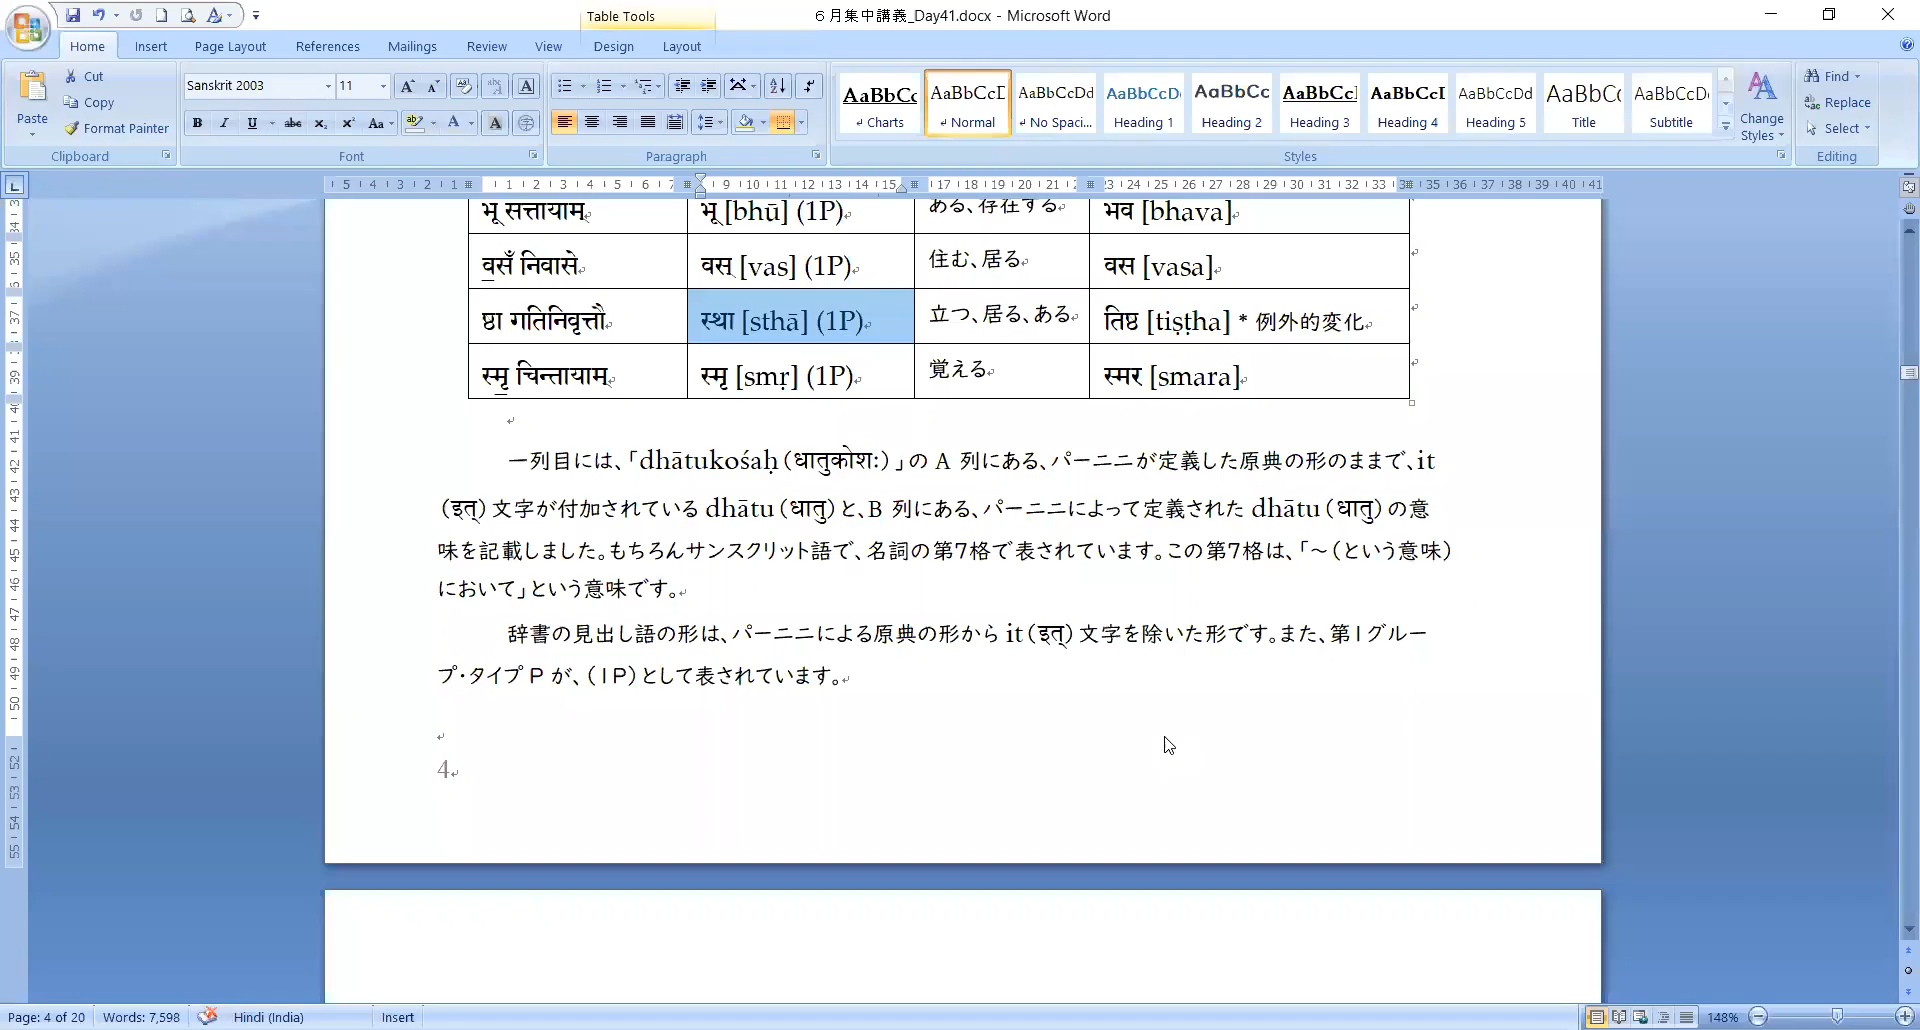 Table Tools
６月集中講義_Day41.docx - Microsoft Word
Home Insert Page Layout References Mailings Review View Design Layout
Paste
Cut
Copy
Format Painter
Clipboard
Sanskrit 2003 11
Font
Paragraph
AaBbCc AaBbCcD AaBbCcDd AaBbCcD AaBbCc AaBbCcI AaBbCcI AaBbCcDd AaBbC AaBbCcD
Charts Normal No Spaci... Heading 1 Heading 2 Heading 3 Heading 4 Heading 5 Title Subtitle
Change Styles
Styles
Find
Replace
Select
Editing
भू सत्तायाम् भू [bhū] (1P) ある、存在する भव [bhava]
वसँ निवासे वस् [vas] (1P) 住む、居る वस [vasa]
ष्ठा गतिनिवृत्तौ स्था [sthā] (1P) 立つ、居る、ある तिष्ठ [tiṣṭha] * 例外的変化
स्मृ चिन्तायाम् स्मृ [smṛ] (1P) 覚える स्मर [smara]
一列目には、「dhātukośaḥ（धातुकोशः）」の A 列にある、パーニニが定義した原典の形のままで、it
（इत्）文字が付加されている dhātu（धातु）と、B 列にある、パーニニによって定義された dhātu（धातु）の意
味を記載しました。もちろんサンスクリット語で、名詞の第7格で表されています。この第7格は、「～（という意味）
において」という意味です。
辞書の見出し語の形は、パーニニによる原典の形から it（इत्）文字を除いた形です。また、第1グルー
プ・タイプ P が、（1P）として表されています。
4
Page: 4 of 20 Words: 7,598 Hindi (India) Insert 148%